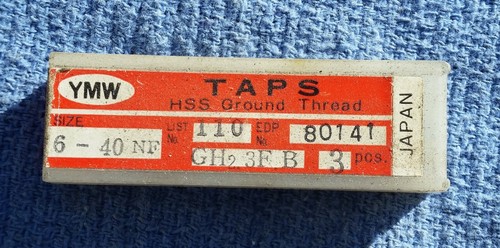 YMW
TAPS
HSS Ground Thread
SIZE
6 - 40 NF
LIST No. 110 EDP No. 80141
GH2 3F.B 3 pcs.
JAPAN